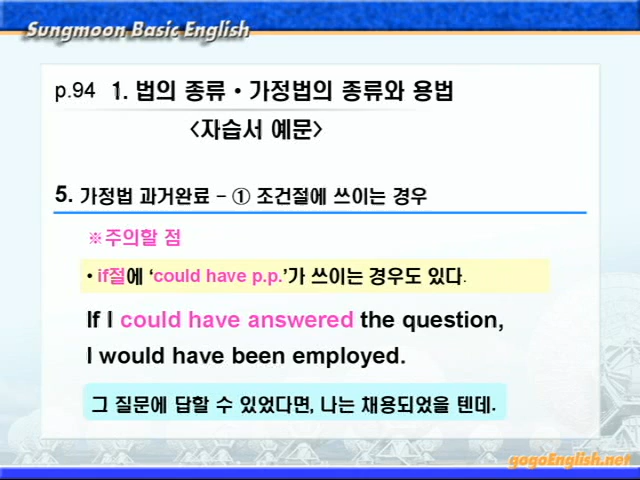 Sungmoon Basic English
p.94 1. 법의 종류 • 가정법의 종류와 용법
<자습서 예문>
5. 가정법 과거완료 – ① 조건절에 쓰이는 경우
※주의할 점
• if절에 ‘could have p.p.’가 쓰이는 경우도 있다.
If I could have answered the question,
I would have been employed.
그 질문에 답할 수 있었다면, 나는 채용되었을 텐데.
gogoEnglish.net